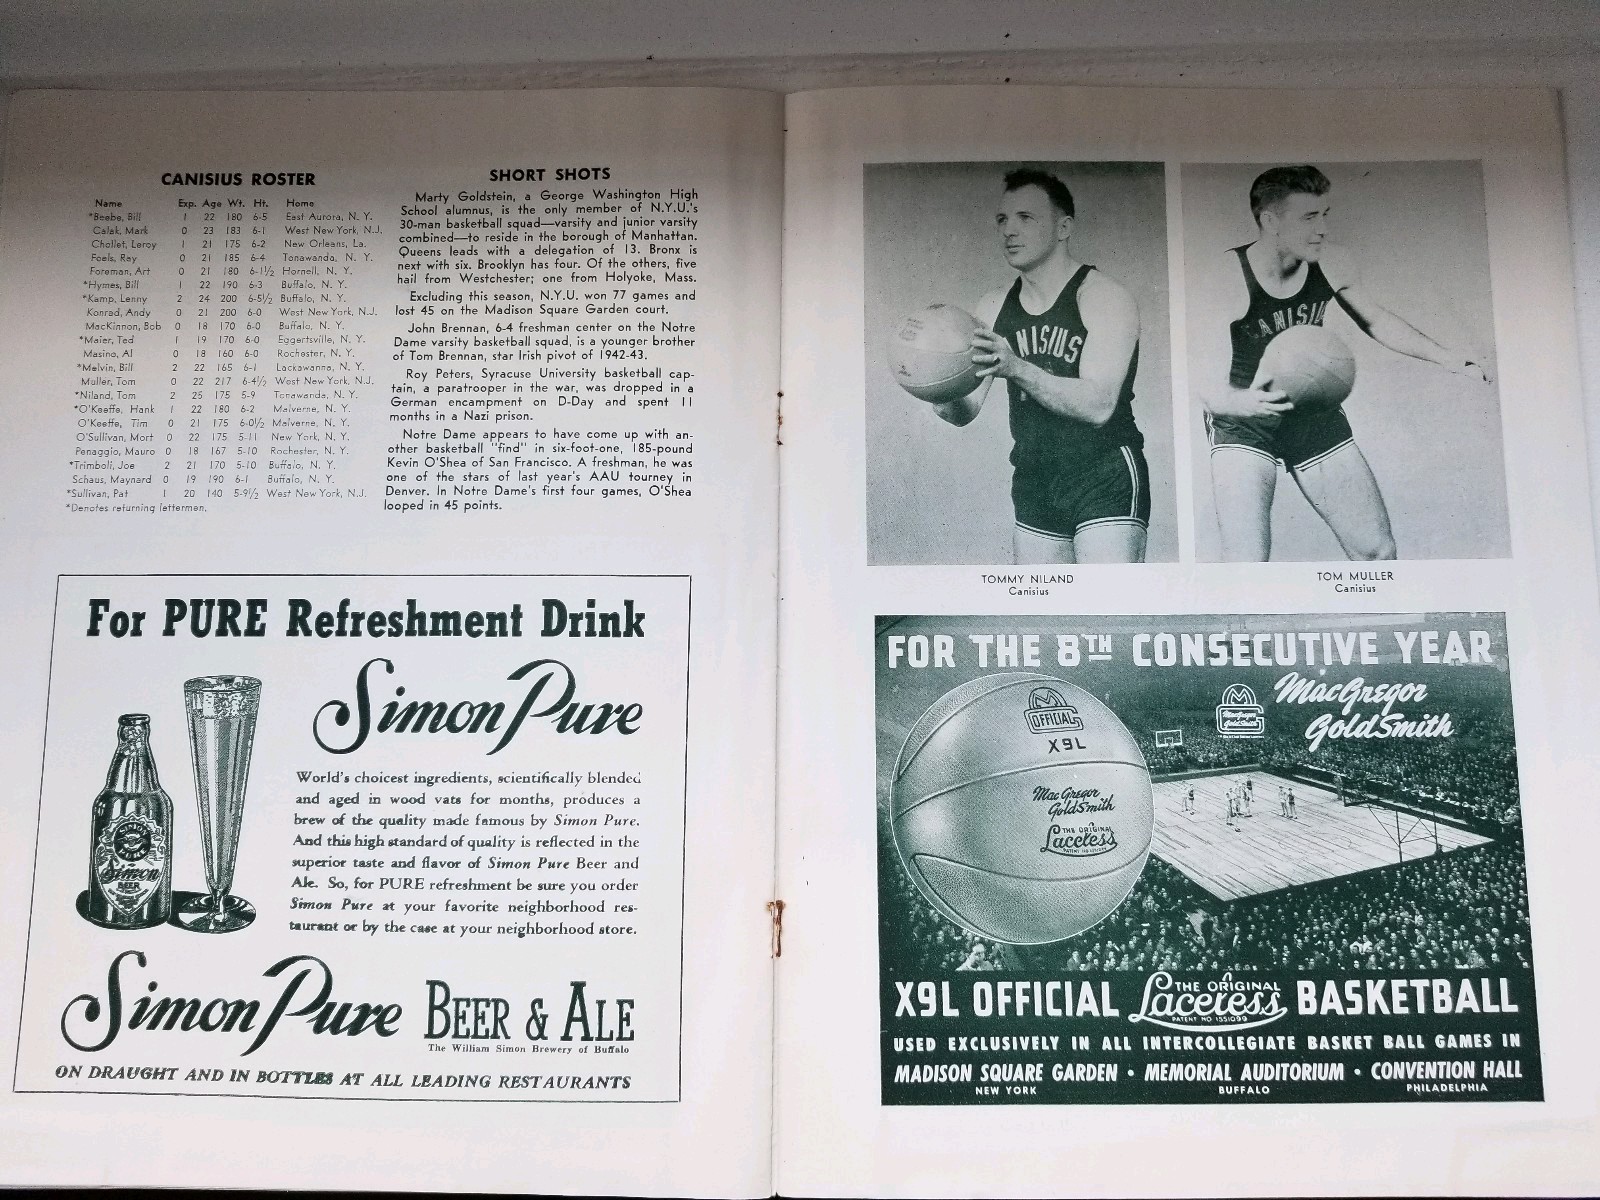 CANISIUS ROSTER
Name Exp. Age Wt. Ht. Home
*Beebe, Bill 1 22 180 6-5 East Aurora, N. Y.
Calak, Mark 0 23 183 6-1 West New York, N.J.
Chollet, Leroy 1 21 175 6-2 New Orleans, La.
Foels, Ray 0 21 185 6-4 Tonawanda, N. Y.
Foreman, Art 0 21 180 6-1½ Hornell, N. Y.
*Hymes, Bill 1 22 190 6-3 Buffalo, N. Y.
*Kamp, Lenny 2 24 200 6-5½ Buffalo, N. Y.
Konrad, Andy 0 21 200 6-0 West New York, N.J.
MacKinnon, Bob 0 18 170 6-0 Buffalo, N. Y.
*Maier, Ted 1 19 170 6-0 Eggertsville, N. Y.
Masino, Al 0 18 160 6-0 Rochester, N. Y.
*Melvin, Bill 2 22 165 6-1 Lackawanna, N. Y.
Muller, Tom 0 22 217 6-4½ West New York, N.J.
*Niland, Tom 2 25 175 5-9 Tonawanda, N. Y.
*O'Keeffe, Hank 1 22 180 6-2 Malverne, N. Y.
O'Keeffe, Tim 0 21 175 6-0½ Malverne, N. Y.
O'Sullivan, Mort 0 22 175 5-11 New York, N. Y.
Penaggio, Mauro 0 18 167 5-10 Rochester, N. Y.
*Trimboli, Joe 2 21 170 5-10 Buffalo, N. Y.
Schaus, Maynard 0 19 190 6-1 Buffalo, N. Y.
*Sullivan, Pat 1 20 140 5-9½ West New York, N.J.
*Denotes returning lettermen.
SHORT SHOTS
Marty Goldstein, a George Washington High
School alumnus, is the only member of N.Y.U.'s
30-man basketball squad—varsity and junior varsity
combined—to reside in the borough of Manhattan.
Queens leads with a delegation of 13. Bronx is
next with six. Brooklyn has four. Of the others, five
hail from Westchester; one from Holyoke, Mass.
Excluding this season, N.Y.U. won 77 games and
lost 45 on the Madison Square Garden court.
John Brennan, 6-4 freshman center on the Notre
Dame varsity basketball squad, is a younger brother
of Tom Brennan, star Irish pivot of 1942-43.
Roy Peters, Syracuse University basketball cap-
tain, a paratrooper in the war, was dropped in a
German encampment on D-Day and spent 11
months in a Nazi prison.
Notre Dame appears to have come up with an-
other basketball "find" in six-foot-one, 185-pound
Kevin O'Shea of San Francisco. A freshman, he was
one of the stars of last year's AAU tourney in
Denver. In Notre Dame's first four games, O'Shea
looped in 45 points.
For PURE Refreshment Drink
Simon Pure
World's choicest ingredients, scientifically blended
and aged in wood vats for months, produces a
brew of the quality made famous by Simon Pure.
And this high standard of quality is reflected in the
superior taste and flavor of Simon Pure Beer and
Ale. So, for PURE refreshment be sure you order
Simon Pure at your favorite neighborhood res-
taurant or by the case at your neighborhood store.
Simon
BEER
Simon Pure BEER & ALE
The William Simon Brewery of Buffalo
ON DRAUGHT AND IN BOTTLES AT ALL LEADING RESTAURANTS
NISIUS
CANISIU
TOMMY NILAND
Canisius
TOM MULLER
Canisius
FOR THE 8TH CONSECUTIVE YEAR
MacGregor
GoldSmith
MacGregor
GoldSmith
OFFICIAL
X9L
MacGregor
GoldSmith
THE ORIGINAL
Laceless
X9L OFFICIAL THE ORIGINAL Laceless BASKETBALL
PATENT NO 1551099
USED EXCLUSIVELY IN ALL INTERCOLLEGIATE BASKET BALL GAMES IN
MADISON SQUARE GARDEN • MEMORIAL AUDITORIUM • CONVENTION HALL
NEW YORK BUFFALO PHILADELPHIA